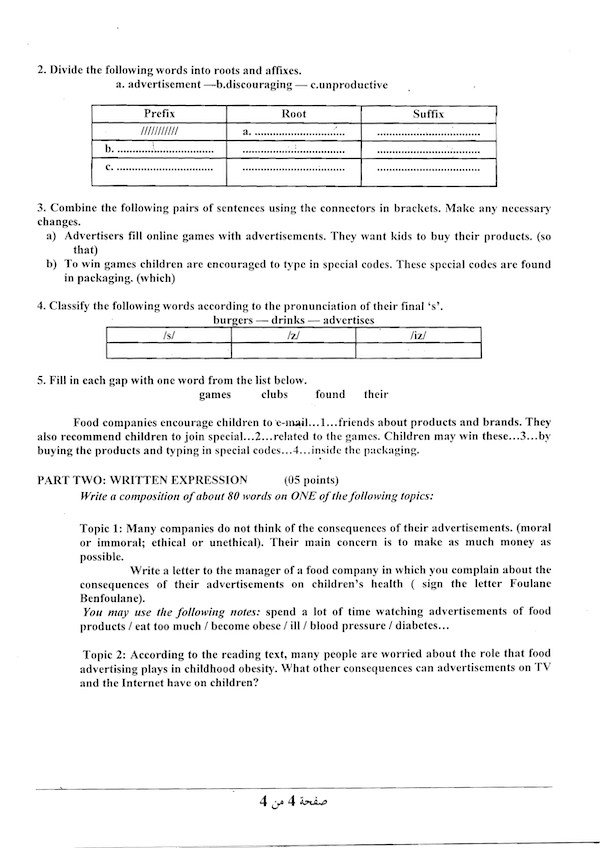 2. Divide the following words into roots and affixes.
a. advertisement —b.discouraging — c.unproductive
Prefix Root Suffix
/////////// a. .............................. ..................................
b. ................................ .................................. ..................................
c. ................................ .................................. ..................................
3. Combine the following pairs of sentences using the connectors in brackets. Make any necessary
changes.
a) Advertisers fill online games with advertisements. They want kids to buy their products. (so
that)
b) To win games children are encouraged to type in special codes. These special codes are found
in packaging. (which)
4. Classify the following words according to the pronunciation of their final ‘s’.
burgers — drinks — advertises
/s/ /z/ /iz/
5. Fill in each gap with one word from the list below.
games clubs found their
Food companies encourage children to e-mail...1...friends about products and brands. They
also recommend children to join special...2...related to the games. Children may win these...3...by
buying the products and typing in special codes...4...inside the packaging.
PART TWO: WRITTEN EXPRESSION (05 points)
Write a composition of about 80 words on ONE of the following topics:
Topic 1: Many companies do not think of the consequences of their advertisements. (moral
or immoral; ethical or unethical). Their main concern is to make as much money as
possible.
Write a letter to the manager of a food company in which you complain about the
consequences of their advertisements on children's health ( sign the letter Foulane
Benfoulane).
You may use the following notes: spend a lot of time watching advertisements of food
products / eat too much / become obese / ill / blood pressure / diabetes...
Topic 2: According to the reading text, many people are worried about the role that food
advertising plays in childhood obesity. What other consequences can advertisements on TV
and the Internet have on children?
صفحة 4 من 4